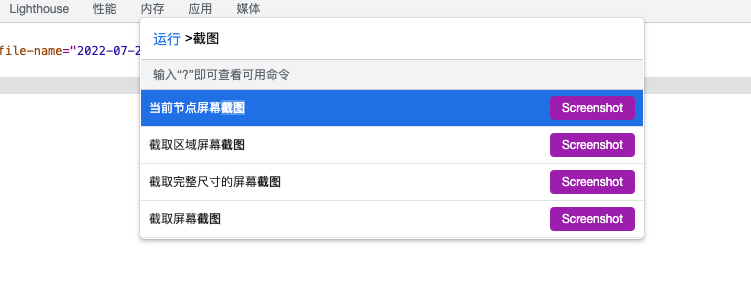 Lighthouse 性能 内存 应用 媒体
运行 >截图
file-name="2022-07-2
输入“?”即可查看可用命令
当前节点屏幕截图 Screenshot
截取区域屏幕截图 Screenshot
截取完整尺寸的屏幕截图 Screenshot
截取屏幕截图 Screenshot